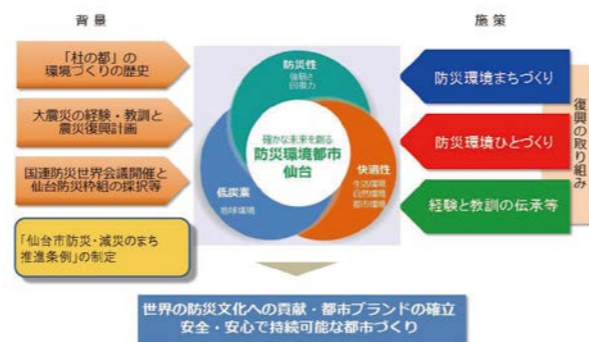 背景
施策
「杜の都」の
環境づくりの歴史
大震災の経験・教訓と
震災復興計画
国連防災世界会議開催と
仙台防災枠組の採択等
「仙台市防災・減災のまち
推進条例」の制定
防災性
強靱さ
回復力
確かな未来を創る
防災環境都市
仙台
低炭素
地球環境
快適性
生活環境
自然環境
都市環境
防災環境まちづくり
防災環境ひとづくり
経験と教訓の伝承等
復興の取り組み
世界の防災文化への貢献・都市ブランドの確立
安全・安心で持続可能な都市づくり